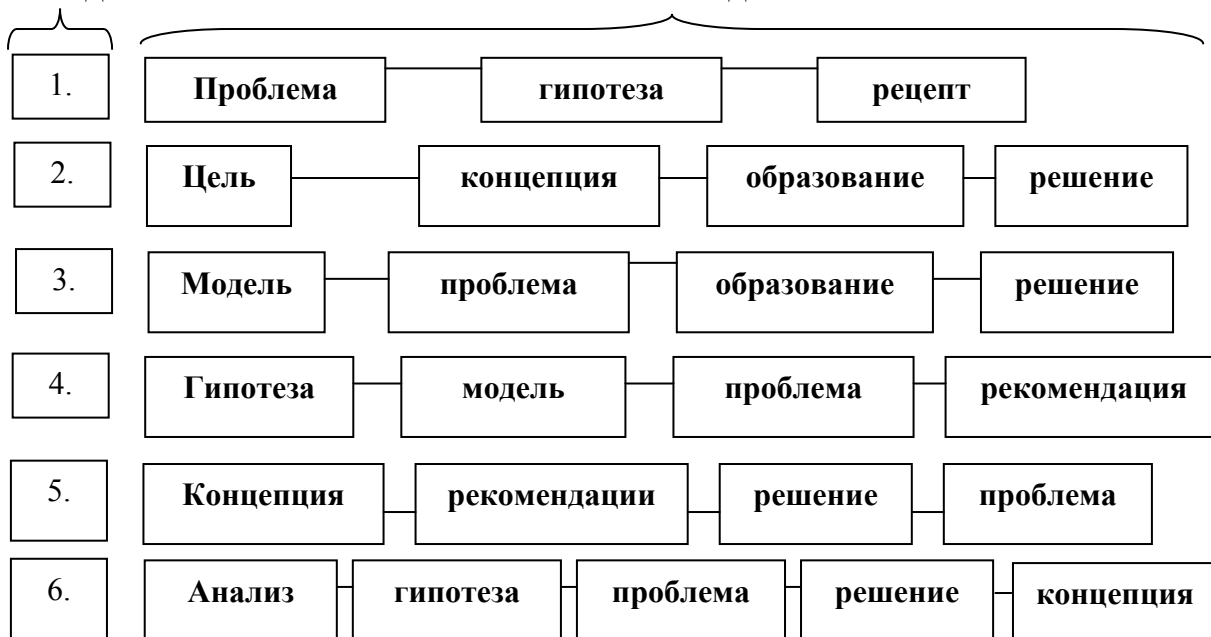 1. Проблема гипотеза рецепт
2. Цель концепция образование решение
3. Модель проблема образование решение
4. Гипотеза модель проблема рекомендация
5. Концепция рекомендации решение проблема
6. Анализ гипотеза проблема решение концепция